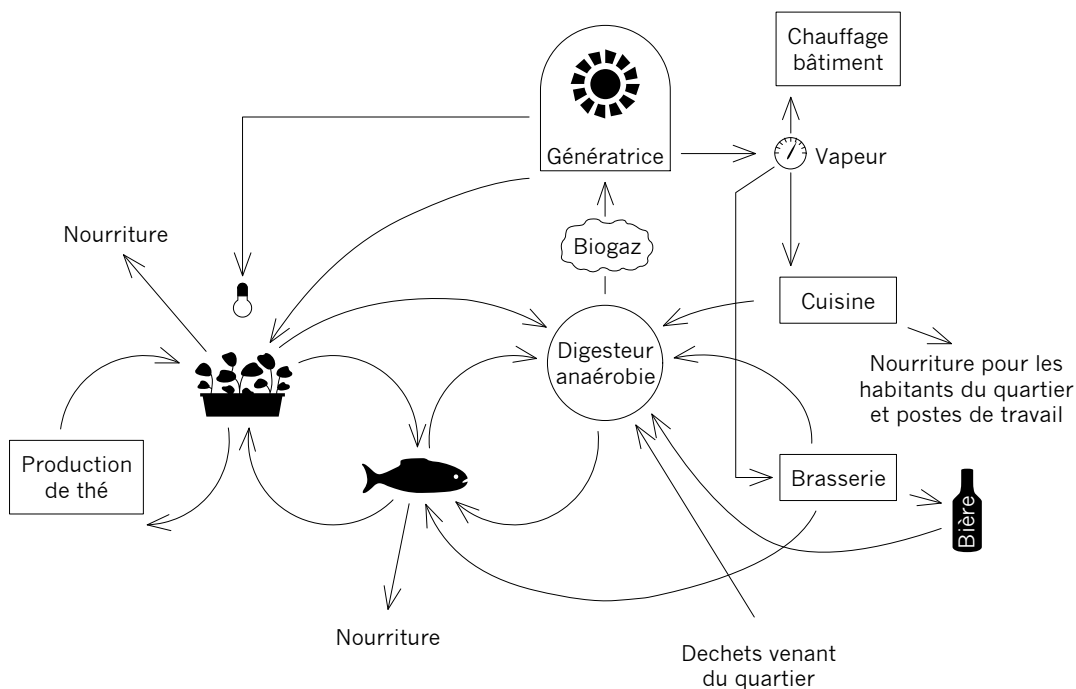 Chauffage
bâtiment
Génératrice
Vapeur
Nourriture
Biogaz
Cuisine
Digesteur
anaérobie
Nourriture pour les
habitants du quartier
et postes de travail
Production
de thé
Brasserie
Bière
Nourriture
Dechets venant
du quartier